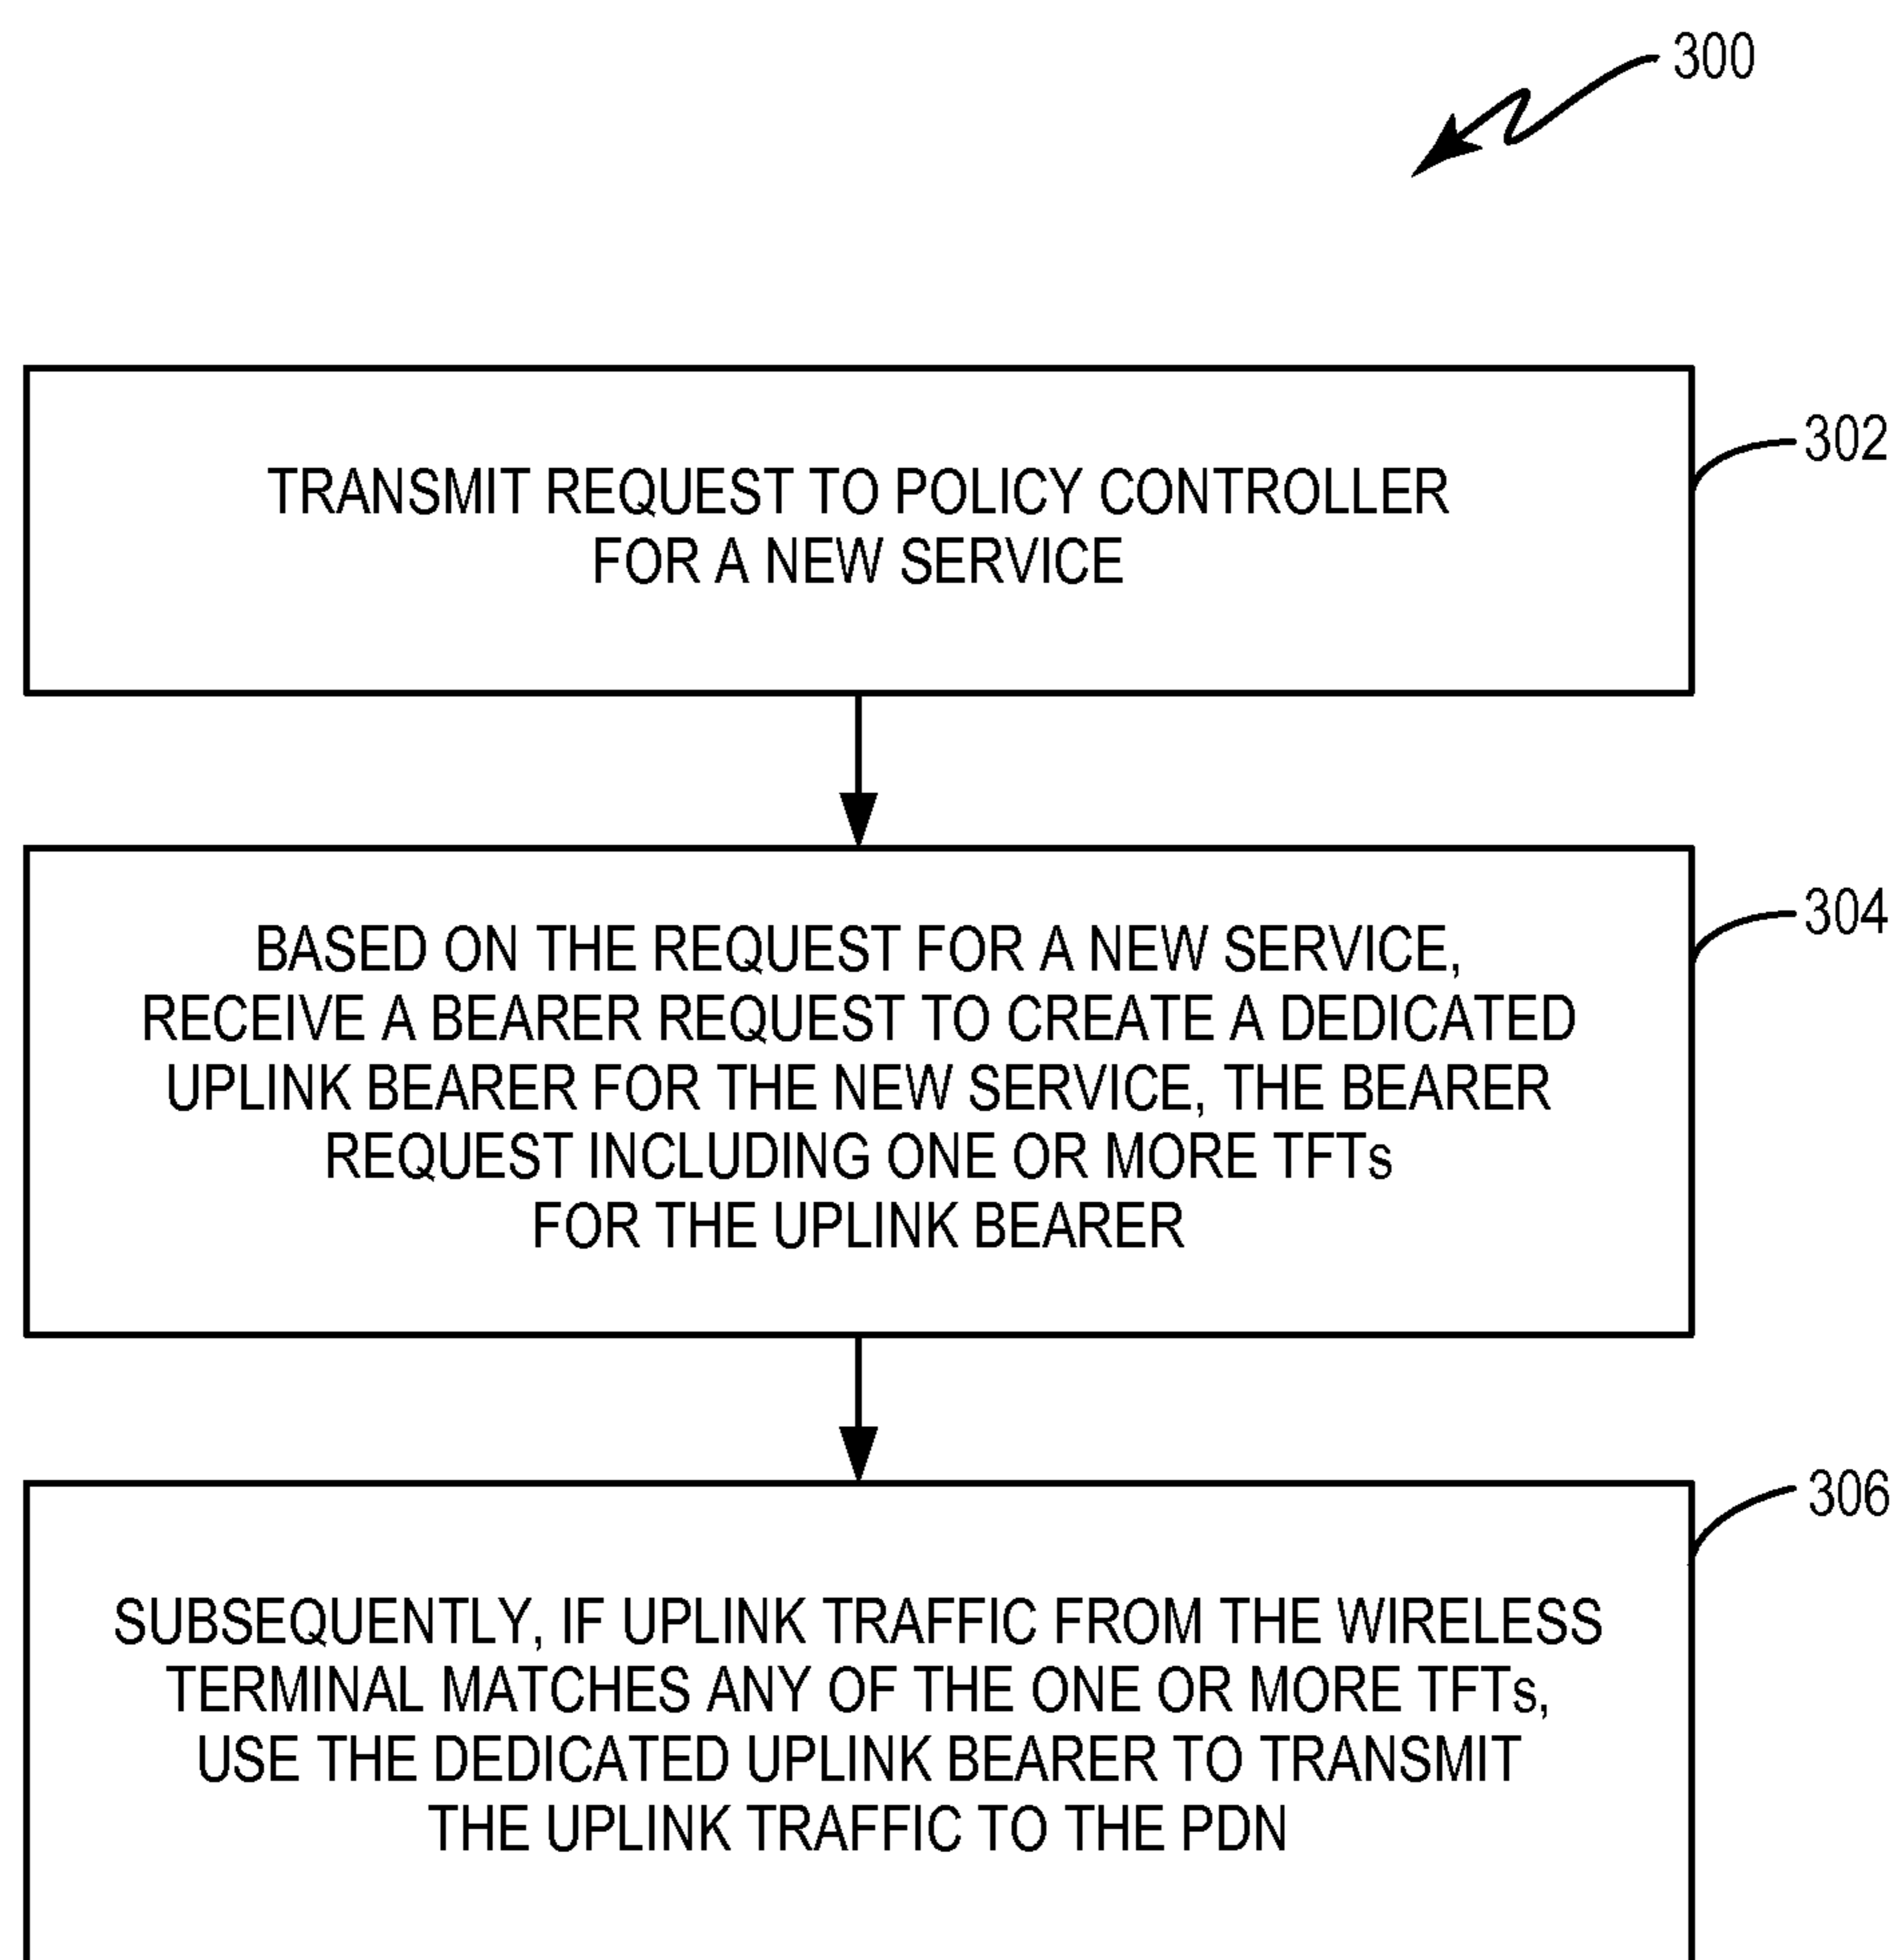 300
302
TRANSMIT REQUEST TO POLICY CONTROLLER
FOR A NEW SERVICE
304
BASED ON THE REQUEST FOR A NEW SERVICE,
RECEIVE A BEARER REQUEST TO CREATE A DEDICATED
UPLINK BEARER FOR THE NEW SERVICE, THE BEARER
REQUEST INCLUDING ONE OR MORE TFTs
FOR THE UPLINK BEARER
306
SUBSEQUENTLY, IF UPLINK TRAFFIC FROM THE WIRELESS
TERMINAL MATCHES ANY OF THE ONE OR MORE TFTs,
USE THE DEDICATED UPLINK BEARER TO TRANSMIT
THE UPLINK TRAFFIC TO THE PDN